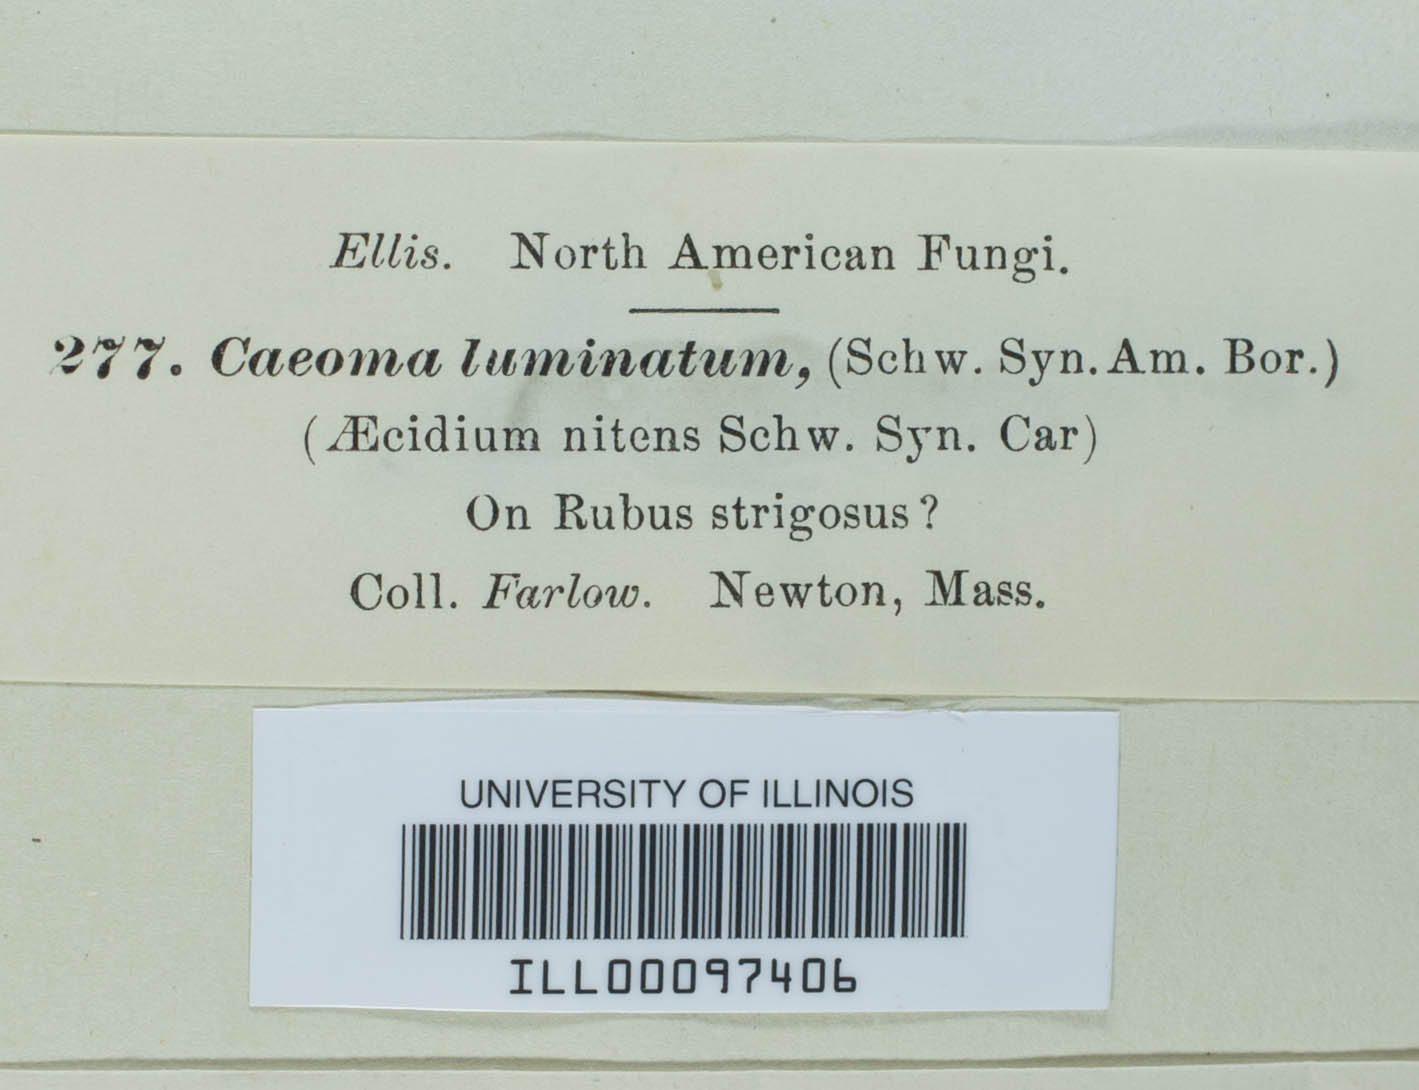 Ellis. North American Fungi.
277. Caeoma luminatum, (Schw. Syn. Am. Bor.)
(Æcidium nitens Schw. Syn. Car)
On Rubus strigosus?
Coll. Farlow. Newton, Mass.
UNIVERSITY OF ILLINOIS
ILL00097406